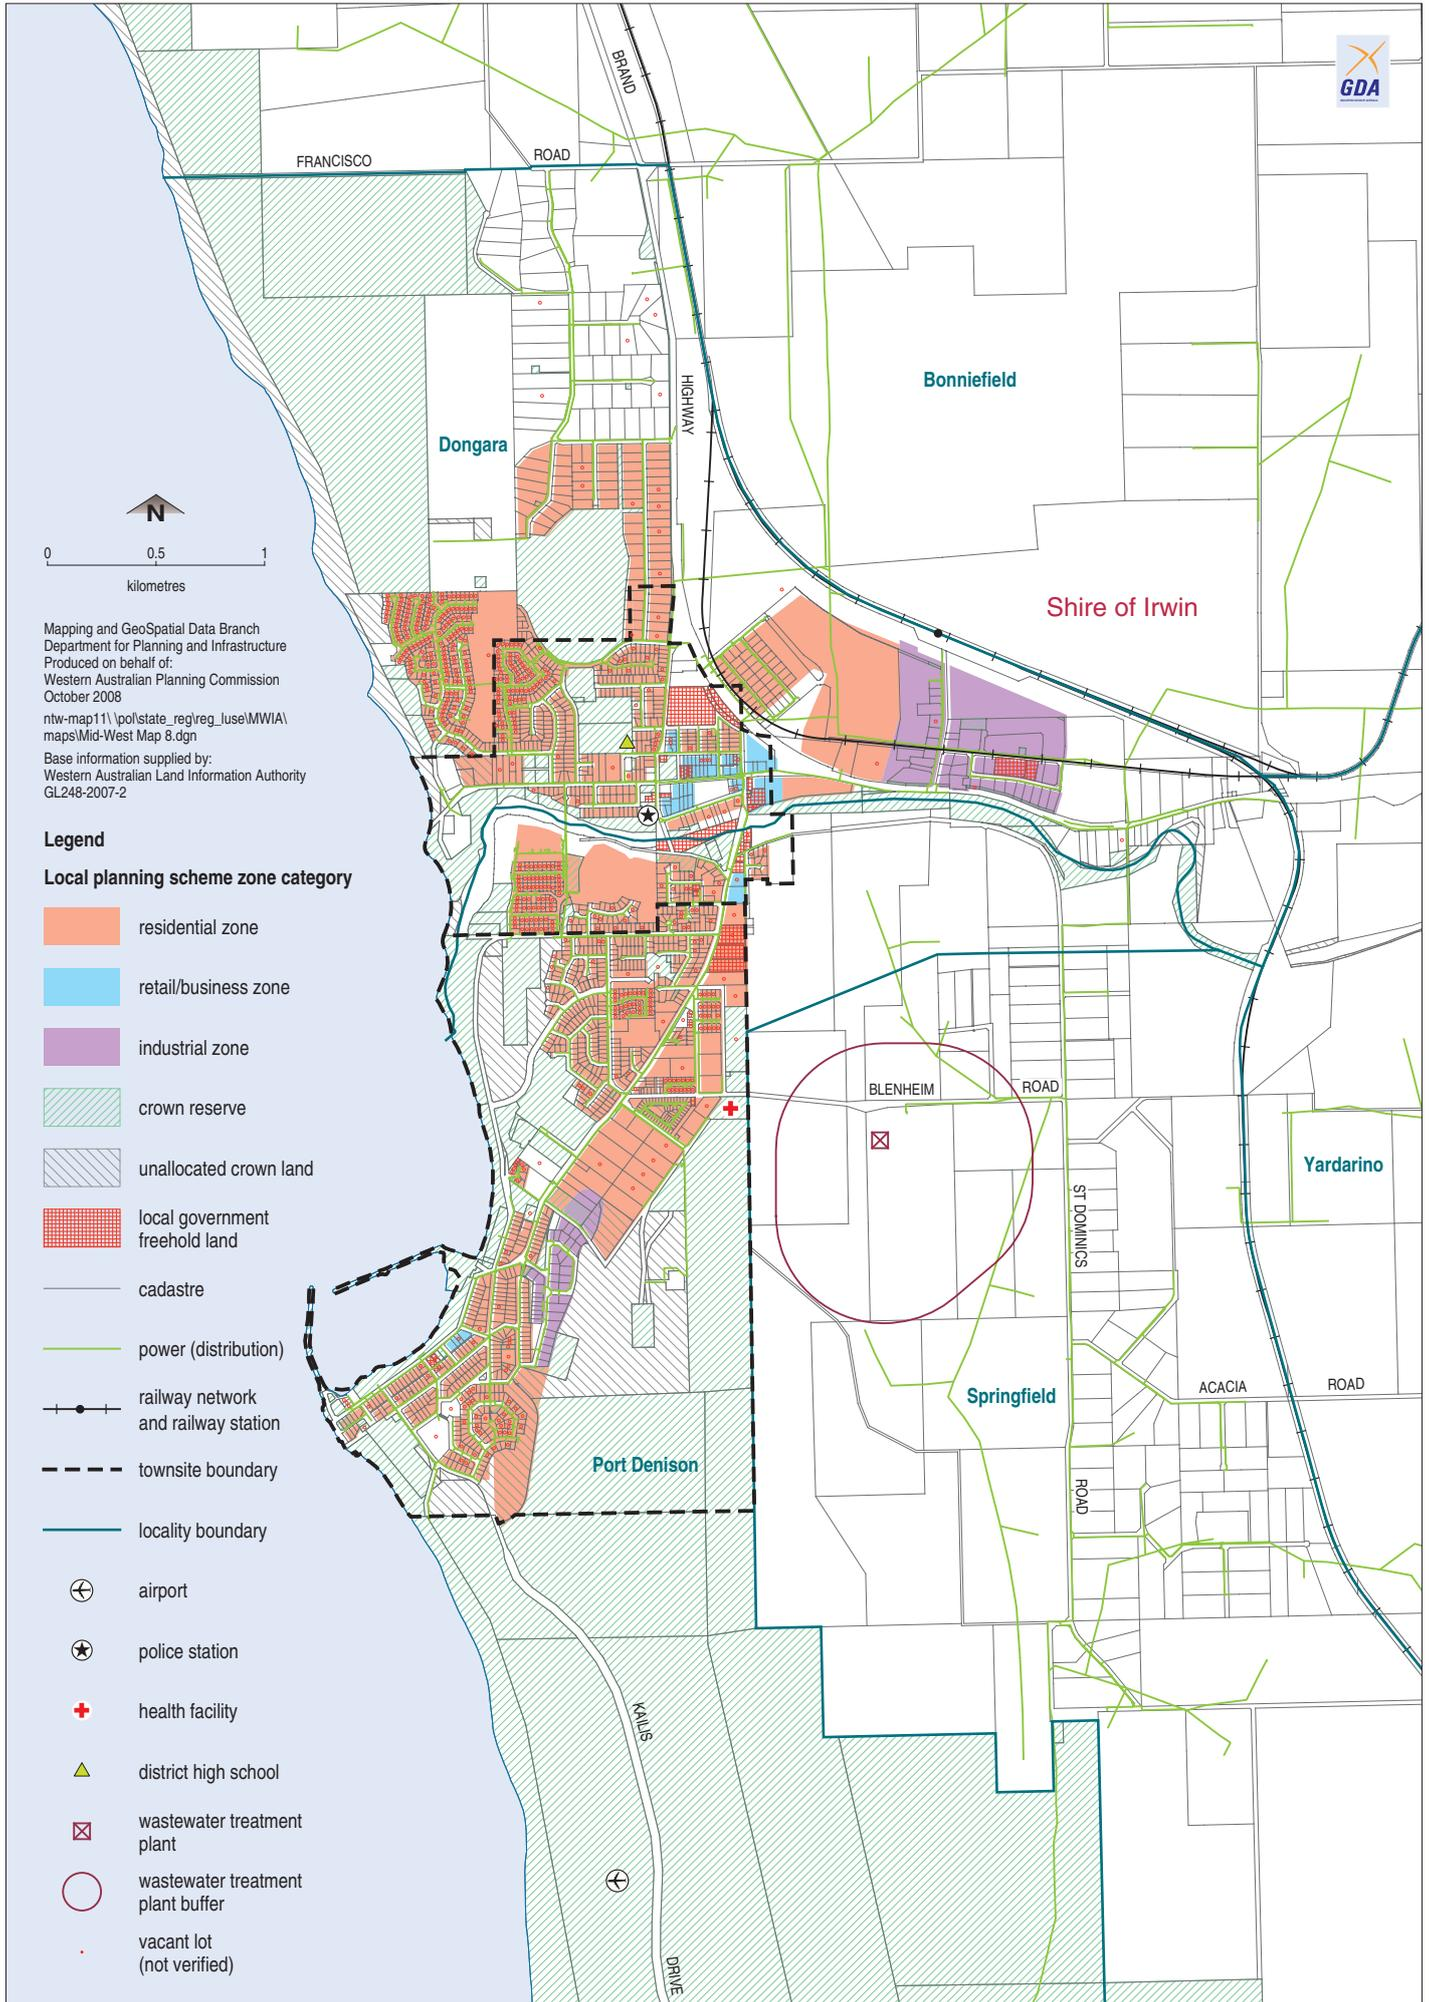 BRAND
GDA
FRANCISCO
ROAD
Bonniefield
HIGHWAY
Dongara
N
0 0.5 1
kilometres
Shire of Irwin
Mapping and GeoSpatial Data Branch
Department for Planning and Infrastructure
Produced on behalf of:
Western Australian Planning Commission
October 2008
ntw-map11\ \pol\state_reg\reg_luse\MWIA\
maps\Mid-West Map 8.dgn
Base information supplied by:
Western Australian Land Information Authority
GL248-2007-2
Legend
Local planning scheme zone category
residential zone
retail/business zone
industrial zone
crown reserve
unallocated crown land
local government
freehold land
cadastre
power (distribution)
railway network
and railway station
townsite boundary
locality boundary
airport
police station
health facility
district high school
wastewater treatment
plant
wastewater treatment
plant buffer
vacant lot
(not verified)
BLENHEIM
ROAD
Yardarino
ST DOMINICS
ROAD
Springfield
ACACIA
ROAD
Port Denison
KAILIS
DRIVE